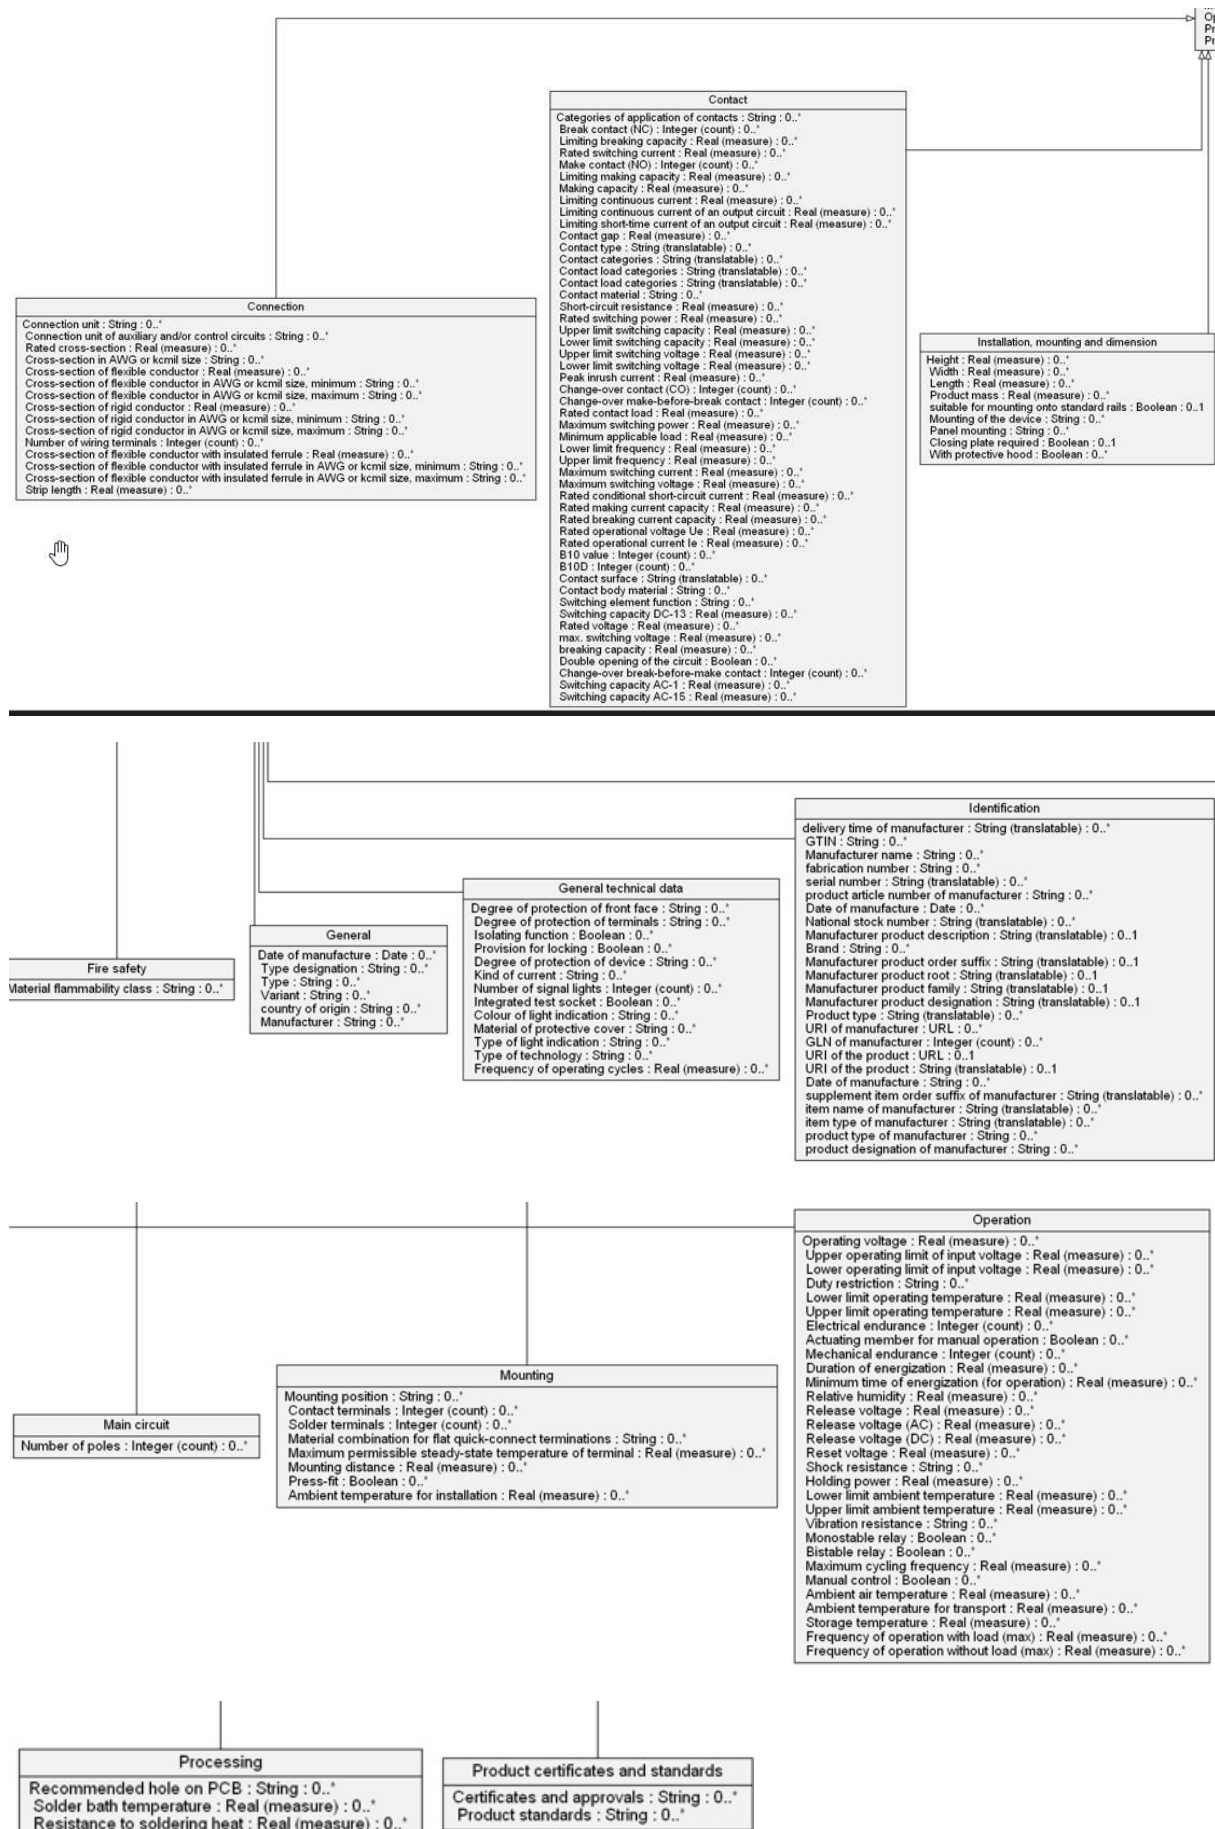 Op
Pr
Pr
Contact
Categories of application of contacts : String : 0..*
Break contact (NC) : Integer (count) : 0..*
Limiting breaking capacity : Real (measure) : 0..*
Rated switching current : Real (measure) : 0..*
Make contact (NO) : Integer (count) : 0..*
Limiting making capacity : Real (measure) : 0..*
Making capacity : Real (measure) : 0..*
Limiting continuous current : Real (measure) : 0..*
Limiting continuous current of an output circuit : Real (measure) : 0..*
Limiting short-time current of an output circuit : Real (measure) : 0..*
Contact gap : Real (measure) : 0..*
Contact type : String (translatable) : 0..*
Contact categories : String (translatable) : 0..*
Contact load categories : String (translatable) : 0..*
Contact load categories : String (translatable) : 0..*
Contact material : String : 0..*
Short-circuit resistance : Real (measure) : 0..*
Rated switching power : Real (measure) : 0..*
Upper limit switching capacity : Real (measure) : 0..*
Lower limit switching capacity : Real (measure) : 0..*
Upper limit switching voltage : Real (measure) : 0..*
Lower limit switching voltage : Real (measure) : 0..*
Peak inrush current : Real (measure) : 0..*
Change-over contact (CO) : Integer (count) : 0..*
Change-over make-before-break contact : Integer (count) : 0..*
Rated contact load : Real (measure) : 0..*
Maximum switching power : Real (measure) : 0..*
Minimum applicable load : Real (measure) : 0..*
Lower limit frequency : Real (measure) : 0..*
Upper limit frequency : Real (measure) : 0..*
Maximum switching current : Real (measure) : 0..*
Maximum switching voltage : Real (measure) : 0..*
Rated conditional short-circuit current : Real (measure) : 0..*
Rated making current capacity : Real (measure) : 0..*
Rated breaking current capacity : Real (measure) : 0..*
Rated operational voltage Ue : Real (measure) : 0..*
Rated operational current Ie : Real (measure) : 0..*
B10 value : Integer (count) : 0..*
B10D : Integer (count) : 0..*
Contact surface : String (translatable) : 0..*
Contact body material : String : 0..*
Switching element function : String : 0..*
Switching capacity DC-13 : Real (measure) : 0..*
Rated voltage : Real (measure) : 0..*
max. switching voltage : Real (measure) : 0..*
breaking capacity : Real (measure) : 0..*
Double opening of the circuit : Boolean : 0..*
Change-over break-before-make contact : Integer (count) : 0..*
Switching capacity AC-1 : Real (measure) : 0..*
Switching capacity AC-15 : Real (measure) : 0..*
Connection
Connection unit : String : 0..*
Connection unit of auxiliary and/or control circuits : String : 0..*
Rated cross-section : Real (measure) : 0..*
Cross-section in AWG or kcmil size : String : 0..*
Cross-section of flexible conductor : Real (measure) : 0..*
Cross-section of flexible conductor in AWG or kcmil size, minimum : String : 0..*
Cross-section of flexible conductor in AWG or kcmil size, maximum : String : 0..*
Cross-section of rigid conductor : Real (measure) : 0..*
Cross-section of rigid conductor in AWG or kcmil size, minimum : String : 0..*
Cross-section of rigid conductor in AWG or kcmil size, maximum : String : 0..*
Number of wiring terminals : Integer (count) : 0..*
Cross-section of flexible conductor with insulated ferrule : Real (measure) : 0..*
Cross-section of flexible conductor with insulated ferrule in AWG or kcmil size, minimum : String : 0..*
Cross-section of flexible conductor with insulated ferrule in AWG or kcmil size, maximum : String : 0..*
Strip length : Real (measure) : 0..*
Installation, mounting and dimension
Height : Real (measure) : 0..*
Width : Real (measure) : 0..*
Length : Real (measure) : 0..*
Product mass : Real (measure) : 0..*
suitable for mounting onto standard rails : Boolean : 0..1
Mounting of the device : String : 0..*
Panel mounting : String : 0..*
Closing plate required : Boolean : 0..1
With protective hood : Boolean : 0..*
Identification
delivery time of manufacturer : String (translatable) : 0..*
GTIN : String : 0..*
Manufacturer name : String : 0..*
fabrication number : String : 0..*
serial number : String (translatable) : 0..*
product article number of manufacturer : String : 0..*
Date of manufacture : Date : 0..*
National stock number : String (translatable) : 0..*
Manufacturer product description : String (translatable) : 0..1
Brand : String : 0..*
Manufacturer product order suffix : String (translatable) : 0..1
Manufacturer product root : String (translatable) : 0..1
Manufacturer product family : String (translatable) : 0..1
Manufacturer product designation : String (translatable) : 0..1
Product type : String (translatable) : 0..*
URI of manufacturer : URL : 0..*
GLN of manufacturer : Integer (count) : 0..*
URI of the product : URL : 0..1
URI of the product : String (translatable) : 0..1
Date of manufacture : String : 0..*
supplement item order suffix of manufacturer : String (translatable) : 0..*
item name of manufacturer : String (translatable) : 0..*
item type of manufacturer : String (translatable) : 0..*
product type of manufacturer : String : 0..*
product designation of manufacturer : String : 0..*
General technical data
Degree of protection of front face : String : 0..*
Degree of protection of terminals : String : 0..*
Isolating function : Boolean : 0..*
Provision for locking : Boolean : 0..*
Degree of protection of device : String : 0..*
Kind of current : String : 0..*
Number of signal lights : Integer (count) : 0..*
Integrated test socket : Boolean : 0..*
Colour of light indication : String : 0..*
Material of protective cover : String : 0..*
Type of light indication : String : 0..*
Type of technology : String : 0..*
Frequency of operating cycles : Real (measure) : 0..*
General
Date of manufacture : Date : 0..*
Type designation : String : 0..*
Type : String : 0..*
Variant : String : 0..*
country of origin : String : 0..*
Manufacturer : String : 0..*
Fire safety
Material flammability class : String : 0..*
Operation
Operating voltage : Real (measure) : 0..*
Upper operating limit of input voltage : Real (measure) : 0..*
Lower operating limit of input voltage : Real (measure) : 0..*
Duty restriction : String : 0..*
Lower limit operating temperature : Real (measure) : 0..*
Upper limit operating temperature : Real (measure) : 0..*
Electrical endurance : Integer (count) : 0..*
Actuating member for manual operation : Boolean : 0..*
Mechanical endurance : Integer (count) : 0..*
Duration of energization : Real (measure) : 0..*
Minimum time of energization (for operation) : Real (measure) : 0..*
Relative humidity : Real (measure) : 0..*
Release voltage : Real (measure) : 0..*
Release voltage (AC) : Real (measure) : 0..*
Release voltage (DC) : Real (measure) : 0..*
Reset voltage : Real (measure) : 0..*
Shock resistance : String : 0..*
Holding power : Real (measure) : 0..*
Lower limit ambient temperature : Real (measure) : 0..*
Upper limit ambient temperature : Real (measure) : 0..*
Vibration resistance : String : 0..*
Monostable relay : Boolean : 0..*
Bistable relay : Boolean : 0..*
Maximum cycling frequency : Real (measure) : 0..*
Manual control : Boolean : 0..*
Ambient air temperature : Real (measure) : 0..*
Ambient temperature for transport : Real (measure) : 0..*
Storage temperature : Real (measure) : 0..*
Frequency of operation with load (max) : Real (measure) : 0..*
Frequency of operation without load (max) : Real (measure) : 0..*
Mounting
Mounting position : String : 0..*
Contact terminals : Integer (count) : 0..*
Solder terminals : Integer (count) : 0..*
Material combination for flat quick-connect terminations : String : 0..*
Maximum permissible steady-state temperature of terminal : Real (measure) : 0..*
Mounting distance : Real (measure) : 0..*
Press-fit : Boolean : 0..*
Ambient temperature for installation : Real (measure) : 0..*
Main circuit
Number of poles : Integer (count) : 0..*
Processing
Recommended hole on PCB : String : 0..*
Solder bath temperature : Real (measure) : 0..*
Resistance to soldering heat : Real (measure) : 0..*
Product certificates and standards
Certificates and approvals : String : 0..*
Product standards : String : 0..*